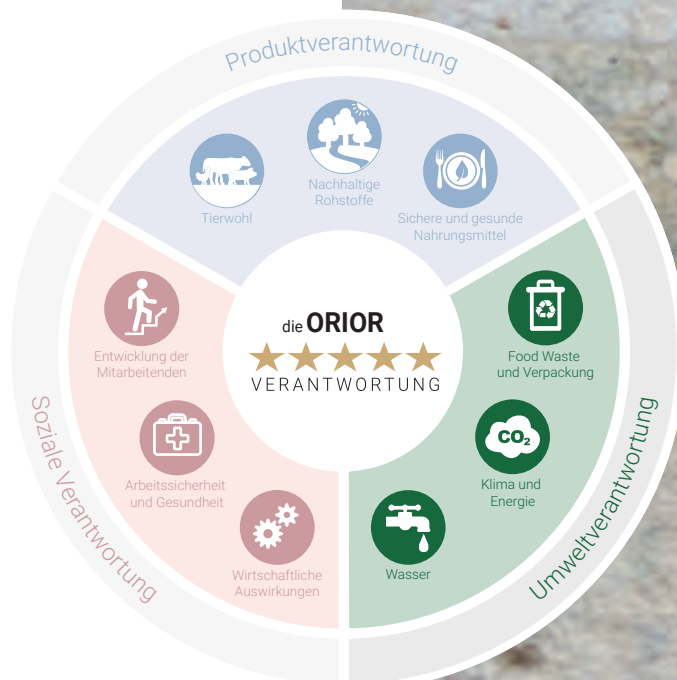 Produktverantwortung
Tierwohl
Nachhaltige
Rohstoffe
Sichere und gesunde
Nahrungsmittel
die ORIOR
VERANTWORTUNG
Entwicklung der
Mitarbeitenden
Arbeitssicherheit
und Gesundheit
Wirtschaftliche
Auswirkungen
Soziale Verantwortung
Food Waste
und Verpackung
CO₂
Klima und
Energie
Wasser
Umweltverantwortung